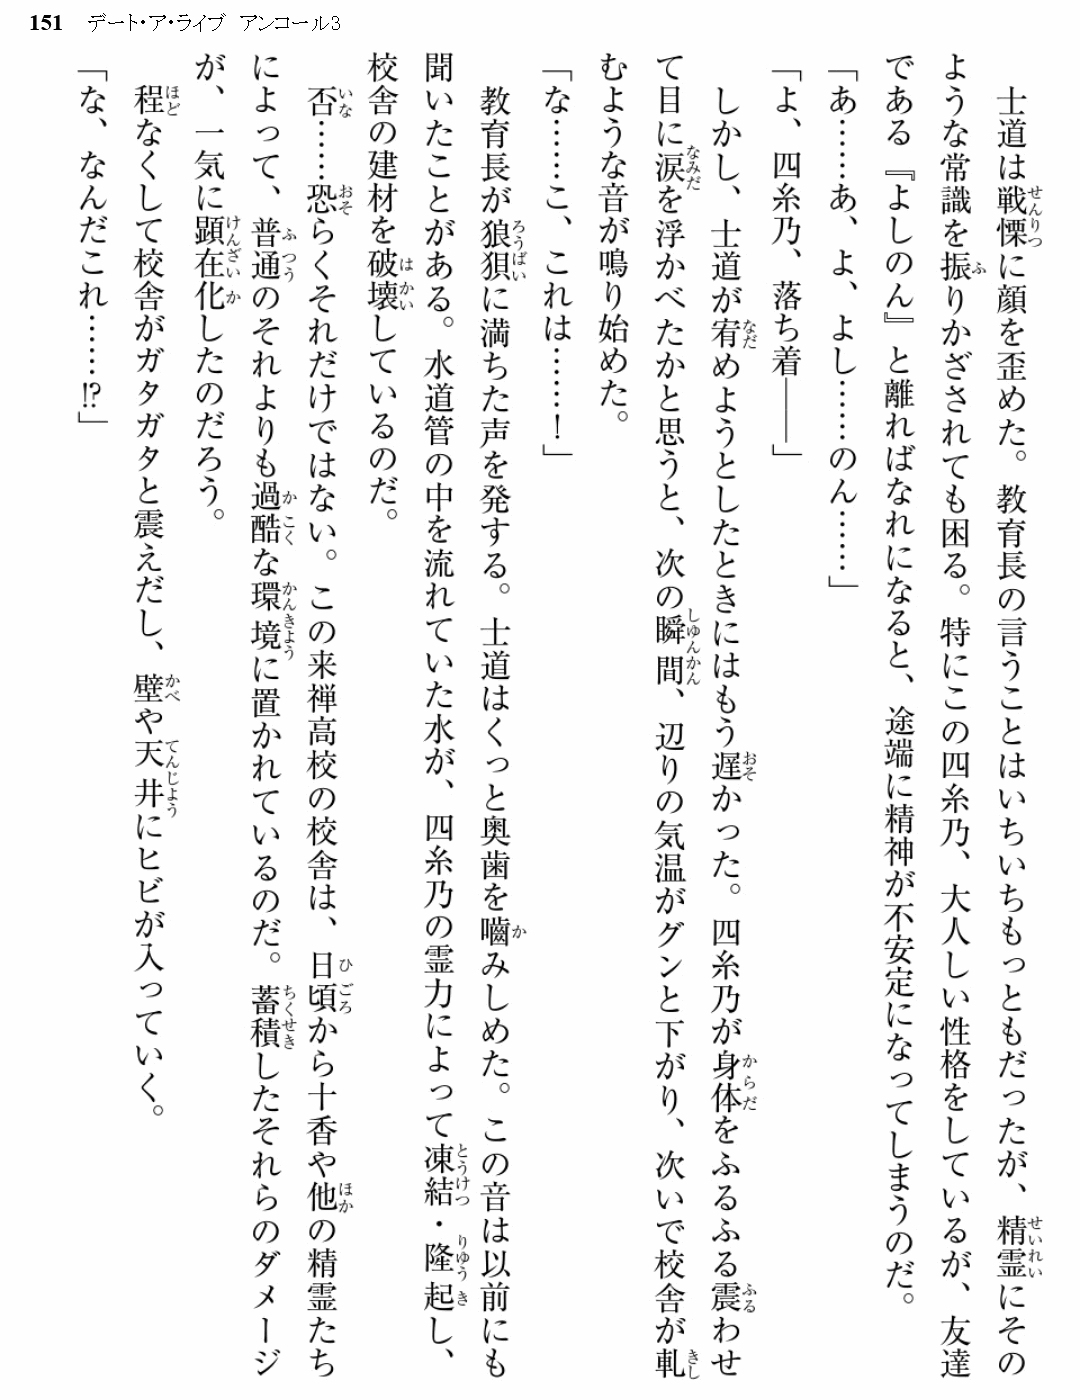 151 デート・ア・ライブ アンコール3
士道は戦慄に顔を歪めた。教育長の言うことはいちいちもっともだったが、精霊にその
ような常識を振りかざされても困る。特にこの四糸乃、大人しい性格をしているが、友達
である『よしのん』と離ればなれになると、途端に精神が不安定になってしまうのだ。
「あ……あ、よ、よし……のん……」
「よ、四糸乃、落ち着――」
しかし、士道が宥めようとしたときにはもう遅かった。四糸乃が身体をふるふる震わせ
て目に涙を浮かべたかと思うと、次の瞬間、辺りの気温がグンと下がり、次いで校舎が軋
むような音が鳴り始めた。
「な……こ、これは……！」
教育長が狼狽に満ちた声を発する。士道はくっと奥歯を嚙みしめた。この音は以前にも
聞いたことがある。水道管の中を流れていた水が、四糸乃の霊力によって凍結・隆起し、
校舎の建材を破壊しているのだ。
否……恐らくそれだけではない。この来禅高校の校舎は、日頃から十香や他の精霊たち
によって、普通のそれよりも過酷な環境に置かれているのだ。蓄積したそれらのダメージ
が、一気に顕在化したのだろう。
程なくして校舎がガタガタと震えだし、壁や天井にヒビが入っていく。
「な、なんだこれ……!?」